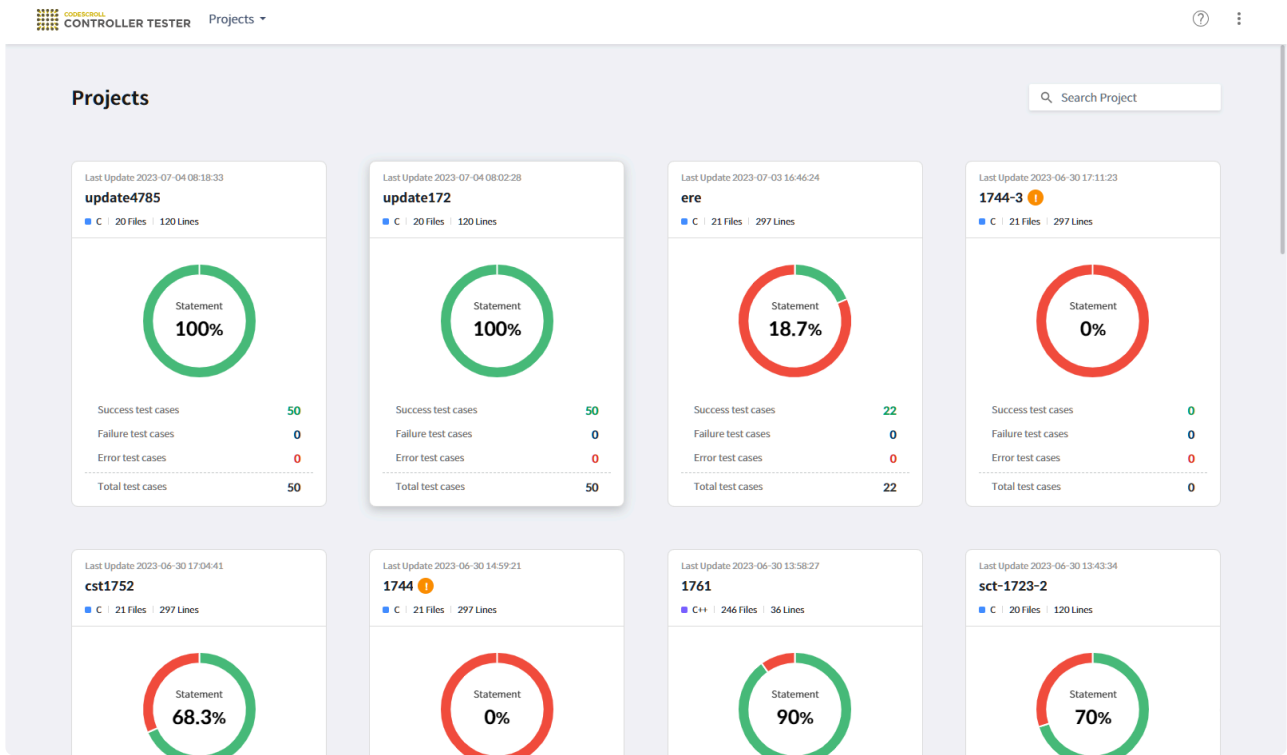 CODESCROLL
CONTROLLER TESTER
Projects
Projects
Search Project
Last Update 2023-07-04 08:18:33
update4785
C 20 Files 120 Lines
Statement
100%
Success test cases 50
Failure test cases 0
Error test cases 0
Total test cases 50
Last Update 2023-07-04 08:02:28
update172
C 20 Files 120 Lines
Statement
100%
Success test cases 50
Failure test cases 0
Error test cases 0
Total test cases 50
Last Update 2023-07-03 16:46:24
ere
C 21 Files 297 Lines
Statement
18.7%
Success test cases 22
Failure test cases 0
Error test cases 0
Total test cases 22
Last Update 2023-06-30 17:11:23
1744-3
C 21 Files 297 Lines
Statement
0%
Success test cases 0
Failure test cases 0
Error test cases 0
Total test cases 0
Last Update 2023-06-30 17:04:41
cst1752
C 21 Files 297 Lines
Statement
68.3%
Last Update 2023-06-30 14:59:21
1744
C 21 Files 297 Lines
Statement
0%
Last Update 2023-06-30 13:58:27
1761
C++ 246 Files 36 Lines
Statement
90%
Last Update 2023-06-30 13:43:34
sct-1723-2
C 20 Files 120 Lines
Statement
70%